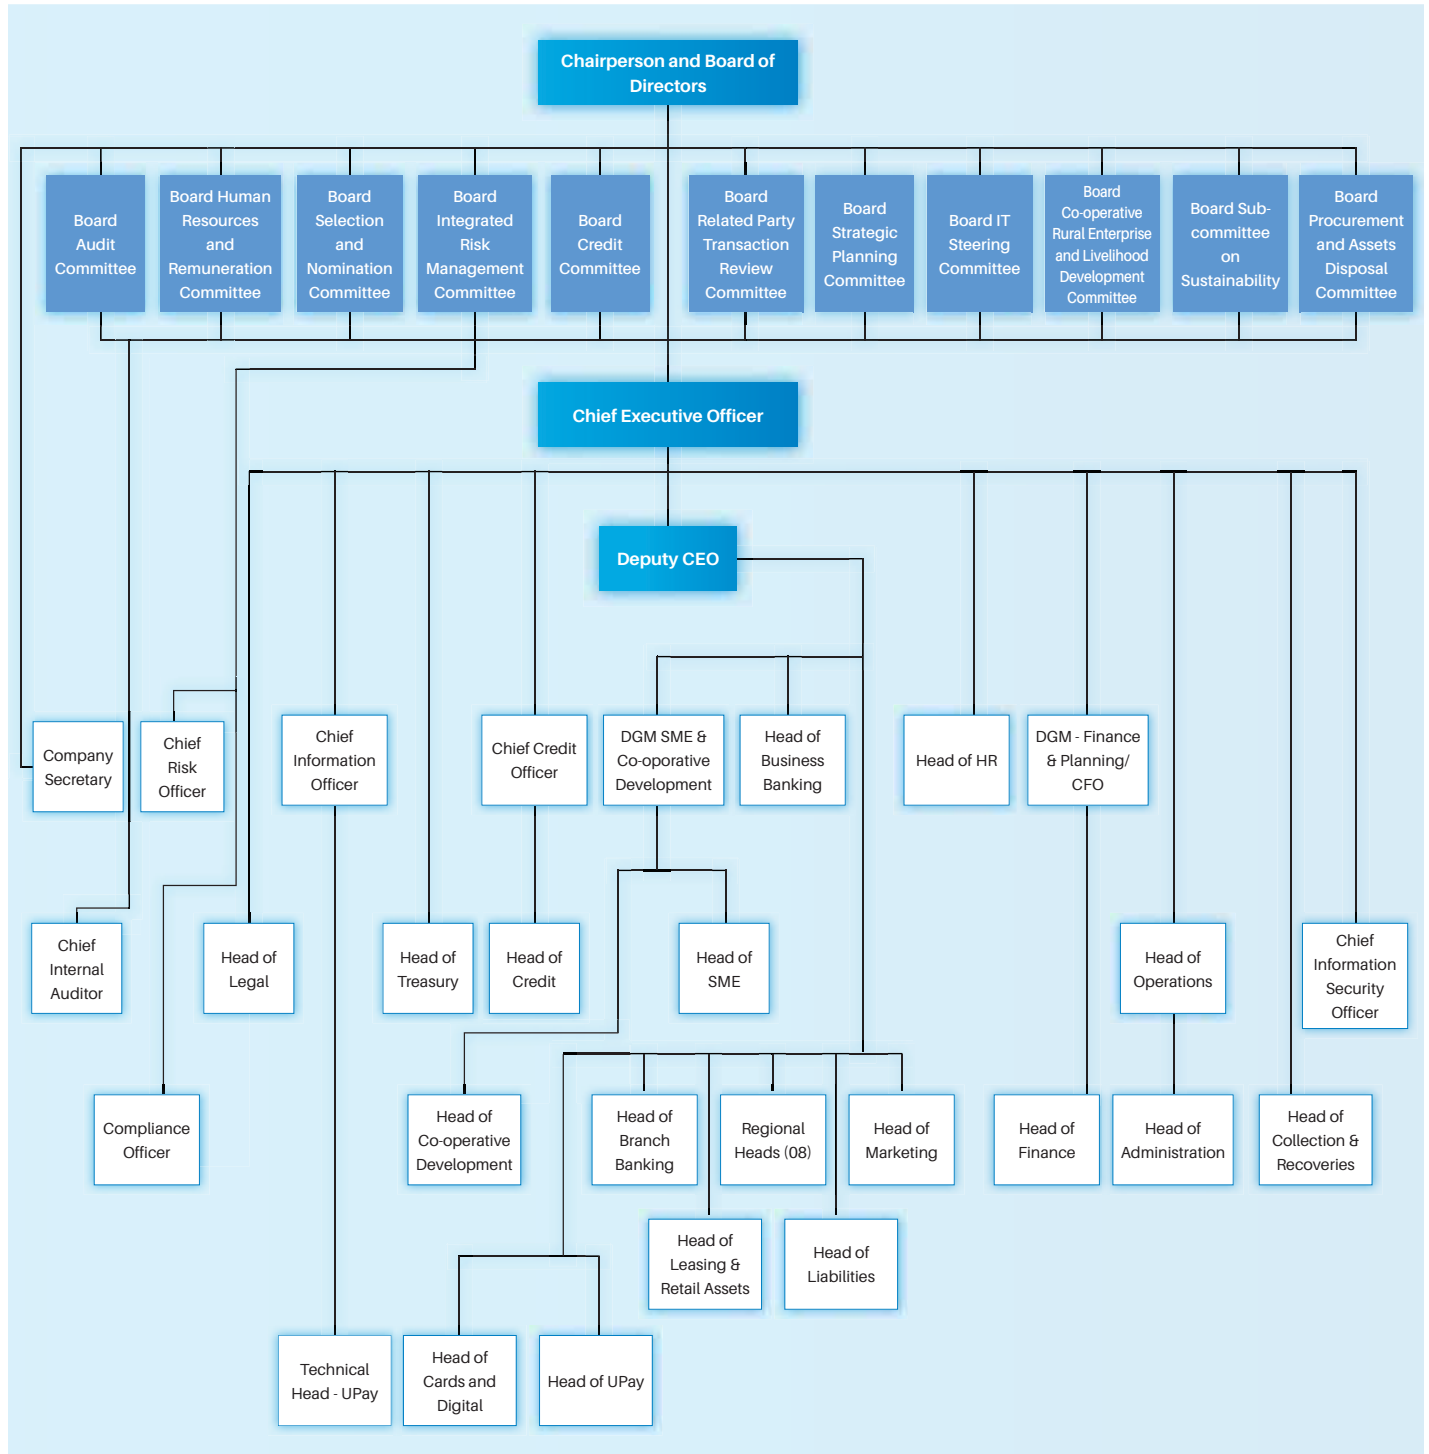 Chairperson and Board of
Directors
Board
Audit
Committee
Board Human
Resources
and
Remuneration
Committee
Board
Selection
and
Nomination
Committee
Board
Integrated
Risk
Management
Committee
Board
Credit
Committee
Board
Related Party
Transaction
Review
Committee
Board
Strategic
Planning
Committee
Board IT
Steering
Committee
Board
Co-operative
Rural Enterprise
and Livelihood
Development
Committee
Board Sub-
committee
on
Sustainability
Board
Procurement
and Assets
Disposal
Committee
Chief Executive Officer
Deputy CEO
Company
Secretary
Chief
Risk
Officer
Chief
Information
Officer
Chief Credit
Officer
DGM SME &
Co-oporative
Development
Head of
Business
Banking
Head of HR
DGM - Finance
& Planning/
CFO
Chief
Internal
Auditor
Head of
Legal
Head of
Treasury
Head of
Credit
Head of
SME
Head of
Operations
Chief
Information
Security
Officer
Compliance
Officer
Head of
Co-operative
Development
Head of
Branch
Banking
Regional
Heads (08)
Head of
Marketing
Head of
Finance
Head of
Administration
Head of
Collection &
Recoveries
Head of
Leasing &
Retail Assets
Head of
Liabilities
Technical
Head - UPay
Head of
Cards and
Digital
Head of UPay